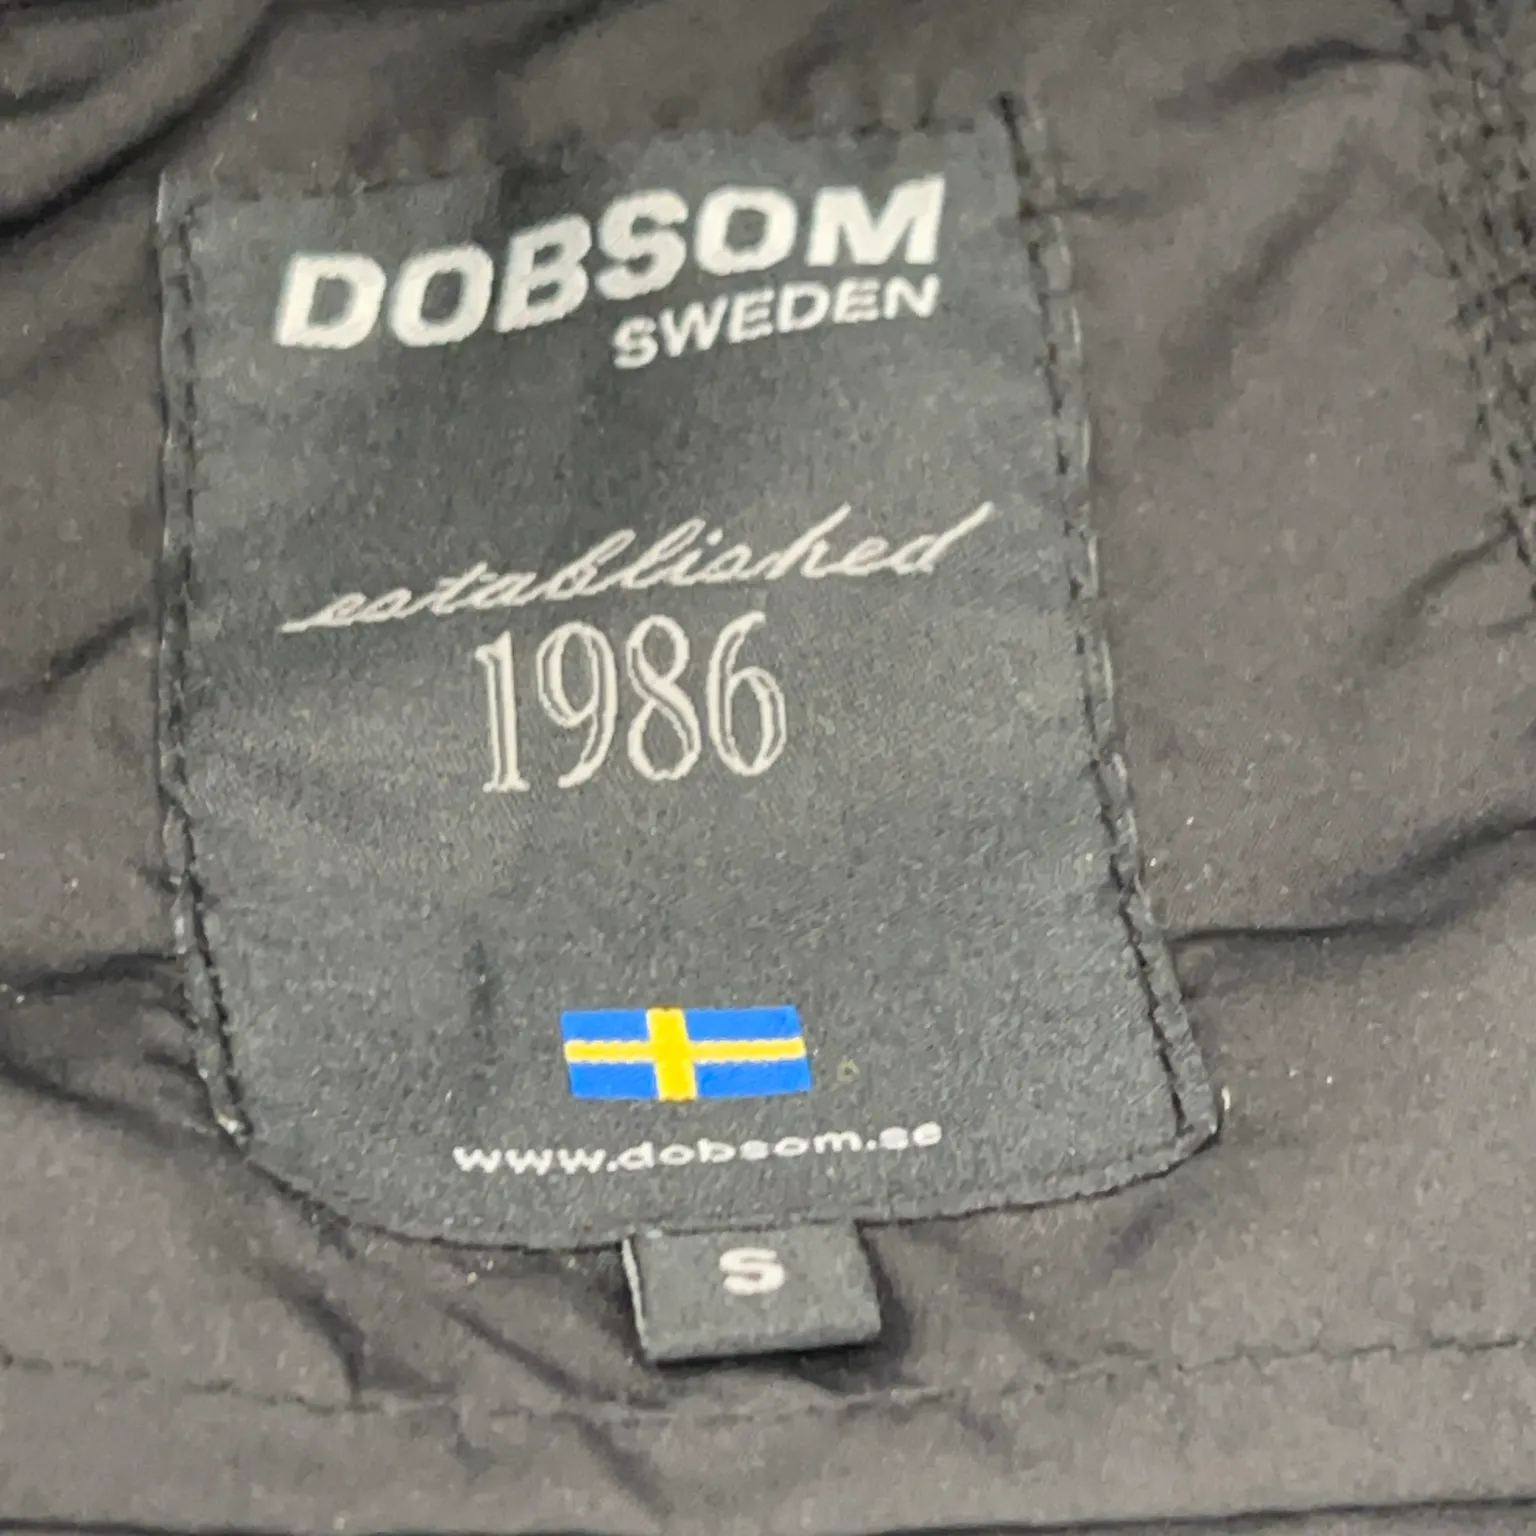 DOBSOM
SWEDEN
established
1986
www.dobsom.se
S